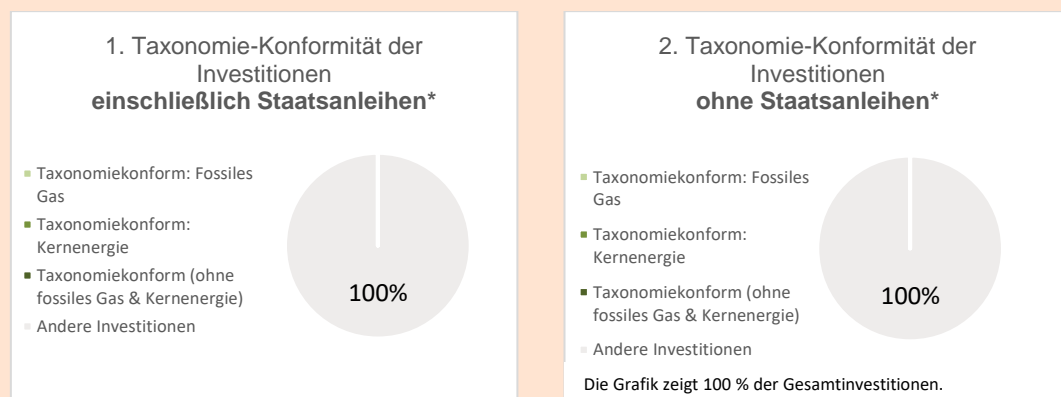 1. Taxonomie-Konformität der
Investitionen
einschließlich Staatsanleihen*
Taxonomiekonform: Fossiles
Gas
Taxonomiekonform:
Kernenergie
Taxonomiekonform (ohne
fossiles Gas & Kernenergie)
Andere Investitionen
100%
2. Taxonomie-Konformität der
Investitionen
ohne Staatsanleihen*
Taxonomiekonform: Fossiles
Gas
Taxonomiekonform:
Kernenergie
Taxonomiekonform (ohne
fossiles Gas & Kernenergie)
Andere Investitionen
100%
Die Grafik zeigt 100 % der Gesamtinvestitionen.